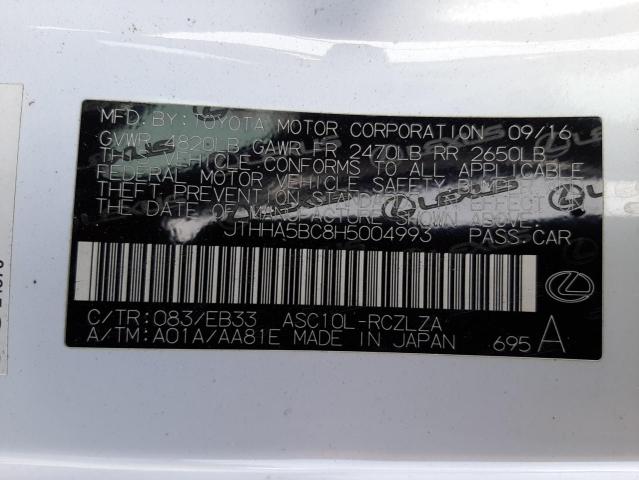 MFD. BY: TOYOTA MOTOR CORPORATION 09/16
GVWR 4820LB GAWR FR 2470LB RR 2650LB
THIS VEHICLE CONFORMS TO ALL APPLICABLE
FEDERAL MOTOR VEHICLE SAFETY, BUMPER, AND
THEFT PREVENTION STANDARDS IN EFFECT ON
THE DATE OF MANUFACTURE SHOWN ABOVE.
JTHHA5BC8H5004993 PASS.CAR
C/TR: 083/EB33 ASC10L-RCZLZA
A/TM: A01A/AA81E MADE IN JAPAN 695 A
LEXUS